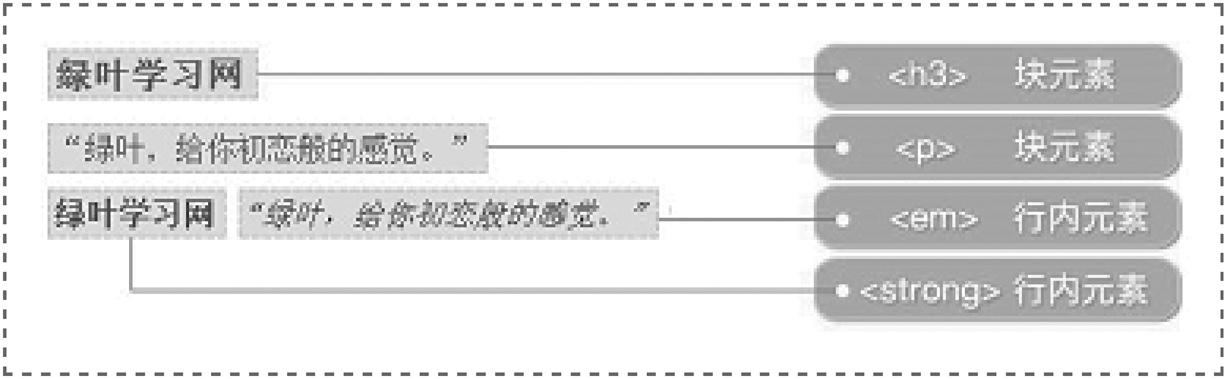 绿叶学习网 <h3> 块元素
“绿叶，给你初恋般的感觉。” <p> 块元素
绿叶学习网 “绿叶，给你初恋般的感觉。” <em> 行内元素
<strong> 行内元素